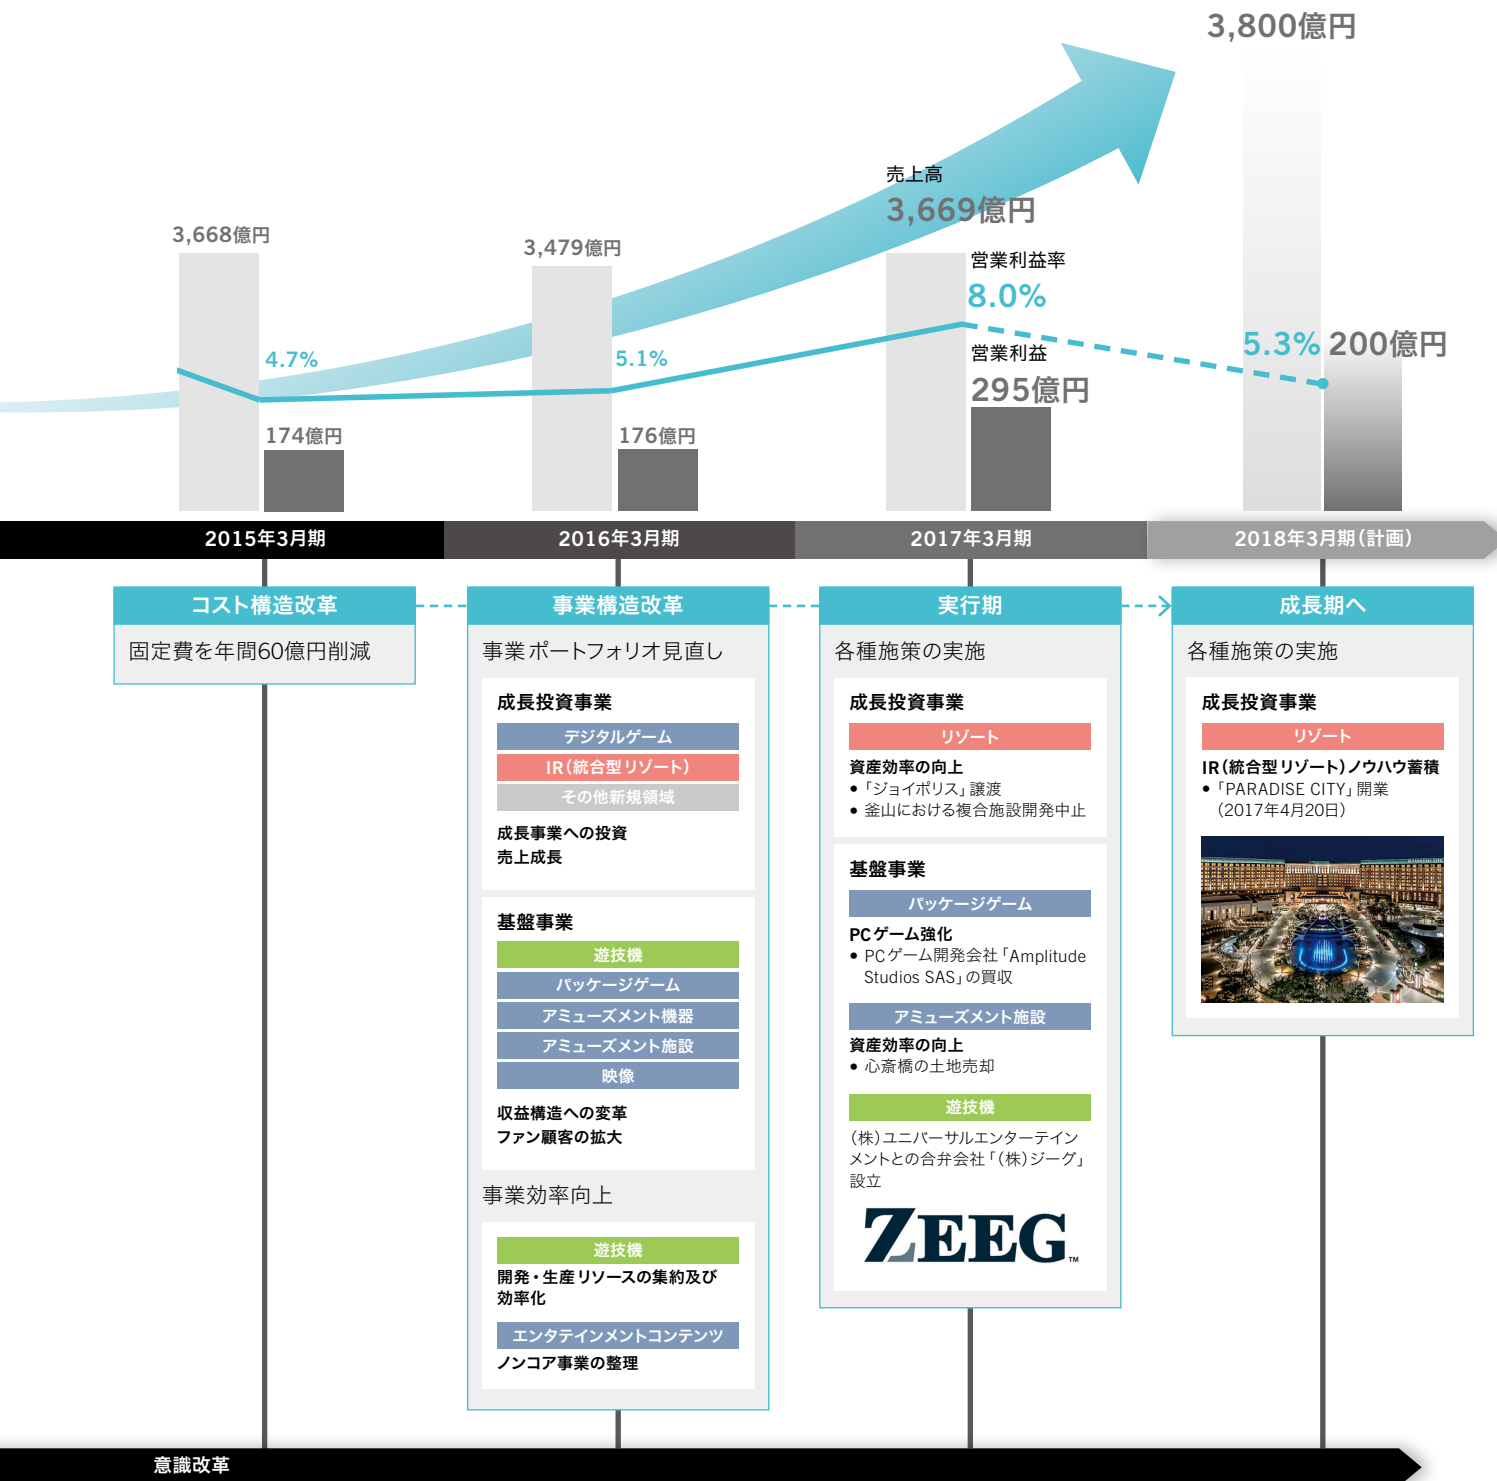 3,800億円
売上高
3,669億円
3,668億円
3,479億円
営業利益率
8.0%
4.7%
5.1%
営業利益
295億円
5.3% 200億円
174億円
176億円
2015年3月期
2016年3月期
2017年3月期
2018年3月期（計画）
コスト構造改革
固定費を年間60億円削減
事業構造改革
事業ポートフォリオ見直し
成長投資事業
デジタルゲーム
IR（統合型リゾート）
その他新規領域
成長事業への投資
売上成長
基盤事業
遊技機
パッケージゲーム
アミューズメント機器
アミューズメント施設
映像
収益構造への変革
ファン顧客の拡大
事業効率向上
遊技機
開発・生産リソースの集約及び
効率化
エンタテインメントコンテンツ
ノンコア事業の整理
実行期
各種施策の実施
成長投資事業
リゾート
資産効率の向上
● 「ジョイポリス」譲渡
● 釜山における複合施設開発中止
基盤事業
パッケージゲーム
PCゲーム強化
● PCゲーム開発会社「Amplitude
Studios SAS」の買収
アミューズメント施設
資産効率の向上
● 心斎橋の土地売却
遊技機
（株）ユニバーサルエンターテイン
メントとの合弁会社「（株）ジーグ」
設立
ZEEG™
成長期へ
各種施策の実施
成長投資事業
リゾート
IR（統合型リゾート）ノウハウ蓄積
● 「PARADISE CITY」開業
（2017年4月20日）
意識改革